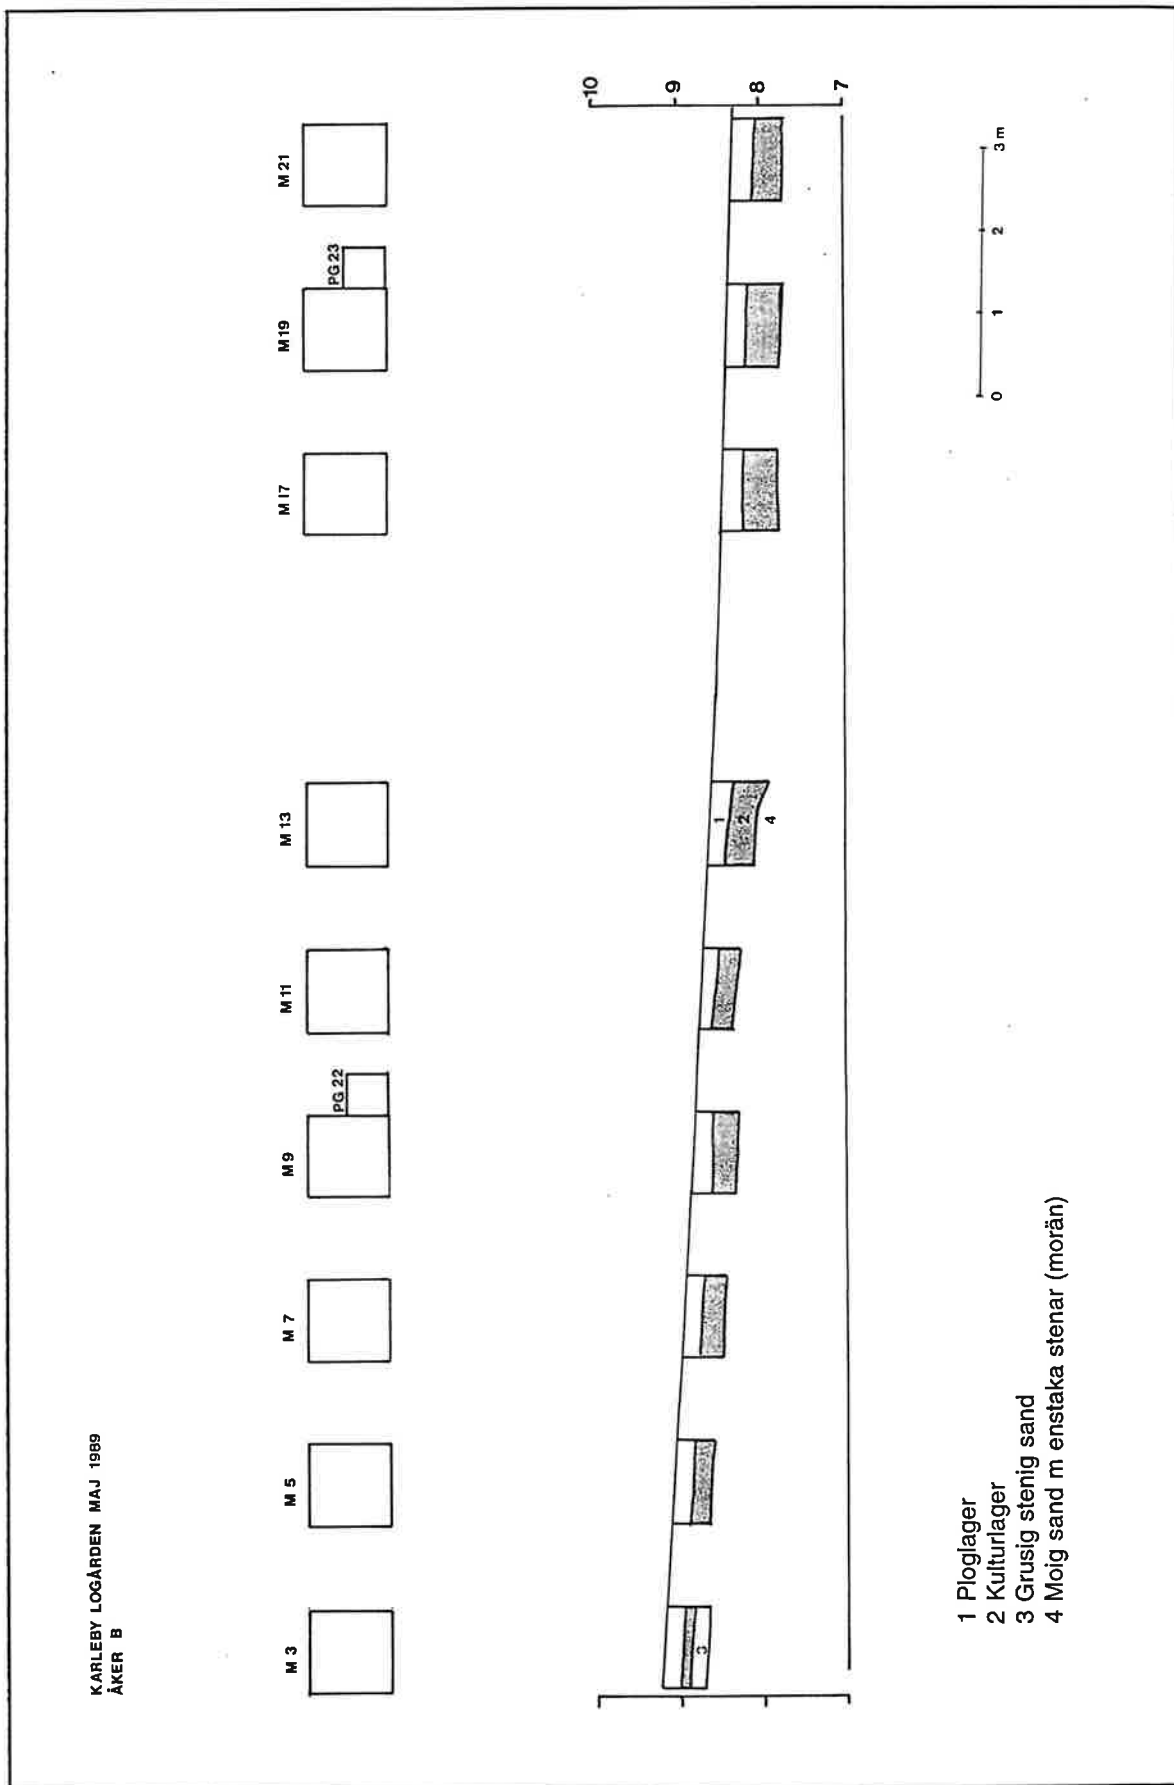 KARLEBY LOGÅRDEN MAJ 1989
ÅKER B
M 3
M 5
M 7
M 9
PG 22
M 11
M 13
M 17
M 19
PG 23
M 21
10
9
8
7
3
1
2
4
0
1
2
3 m
1 Ploglager
2 Kulturlager
3 Grusig stenig sand
4 Moig sand m enstaka stenar (morän)